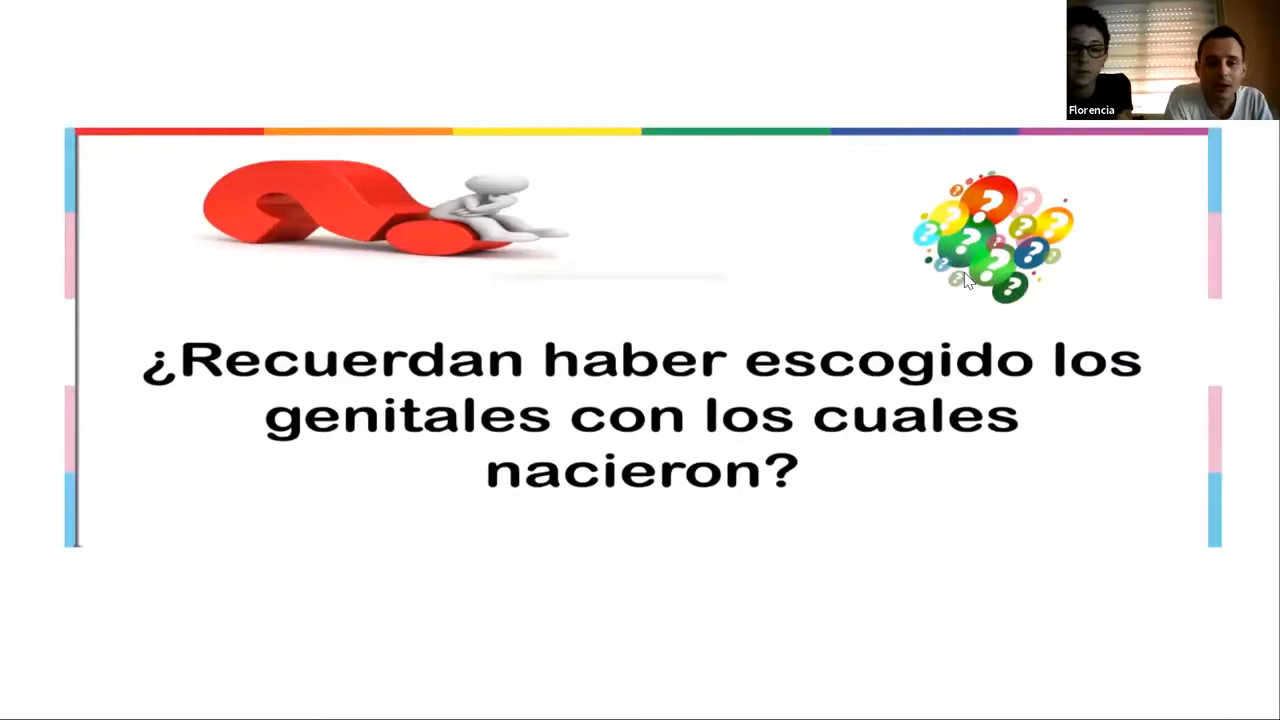 Florencia
¿Recuerdan haber escogido los
genitales con los cuales
nacieron?